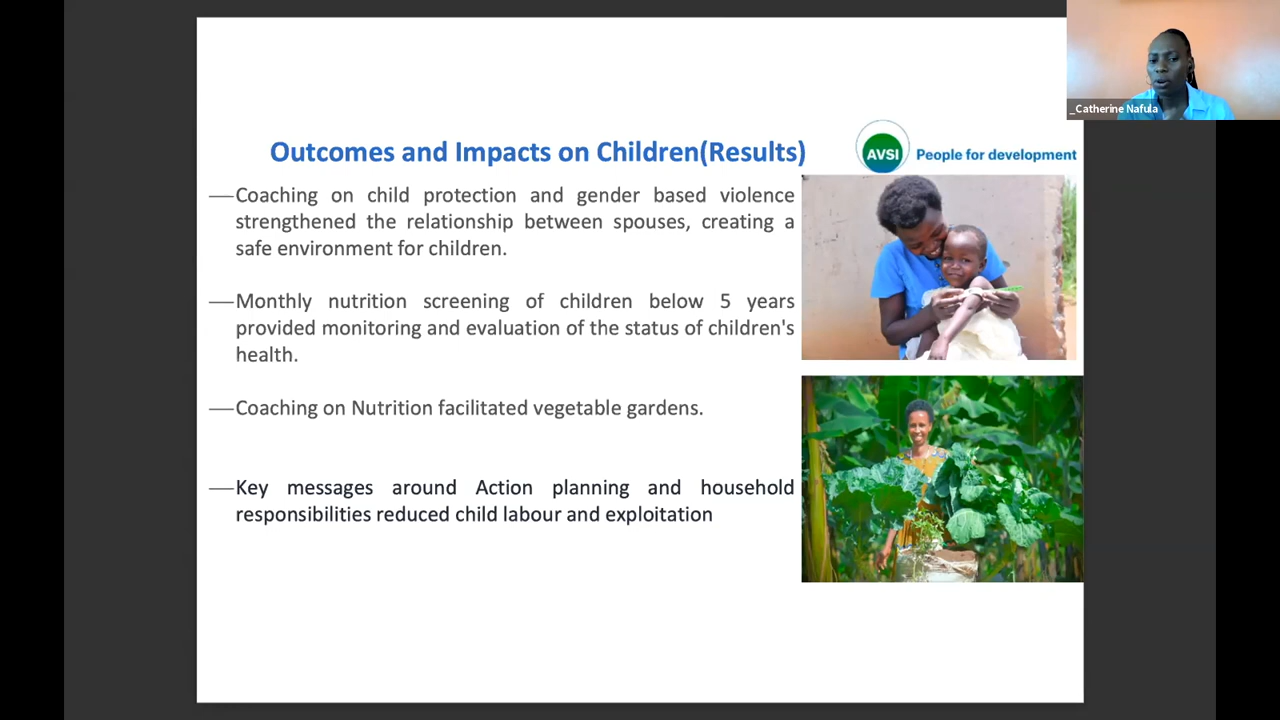 _Catherine Nafula
Outcomes and Impacts on Children(Results)
AVSI
People for development
—Coaching on child protection and gender based violence
strengthened the relationship between spouses, creating a
safe environment for children.
—Monthly nutrition screening of children below 5 years
provided monitoring and evaluation of the status of children's
health.
—Coaching on Nutrition facilitated vegetable gardens.
—Key messages around Action planning and household
responsibilities reduced child labour and exploitation